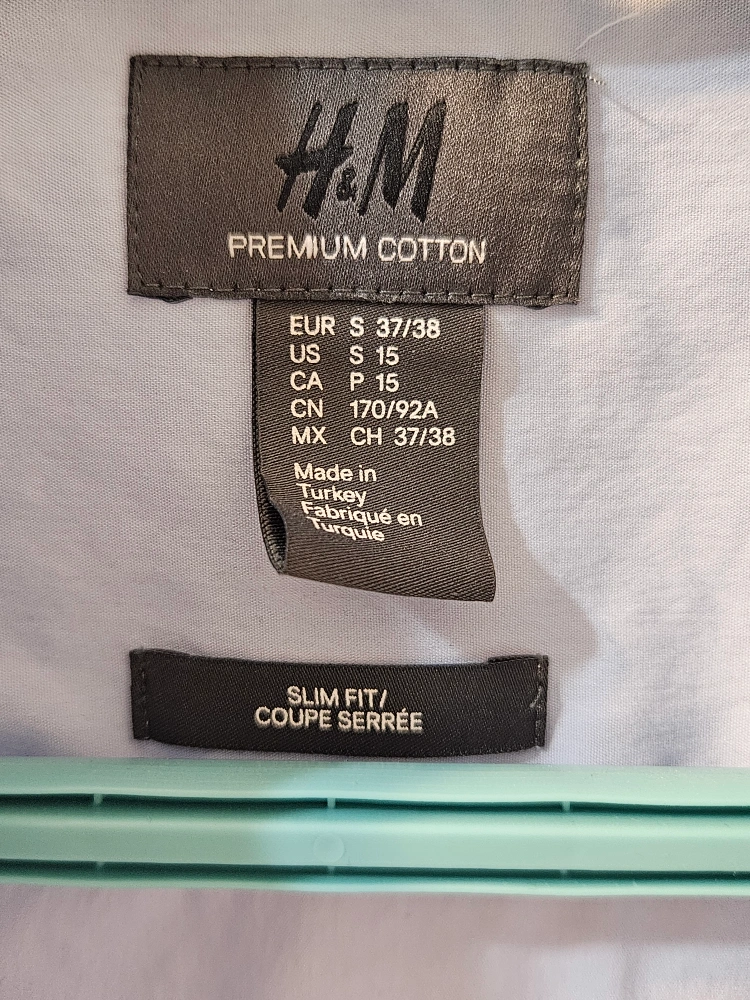 H&M
PREMIUM COTTON
EUR S 37/38
US S 15
CA P 15
CN 170/92A
MX CH 37/38
Made in
Turkey
Fabriqué en
Turquie
SLIM FIT/
COUPE SERRÉE